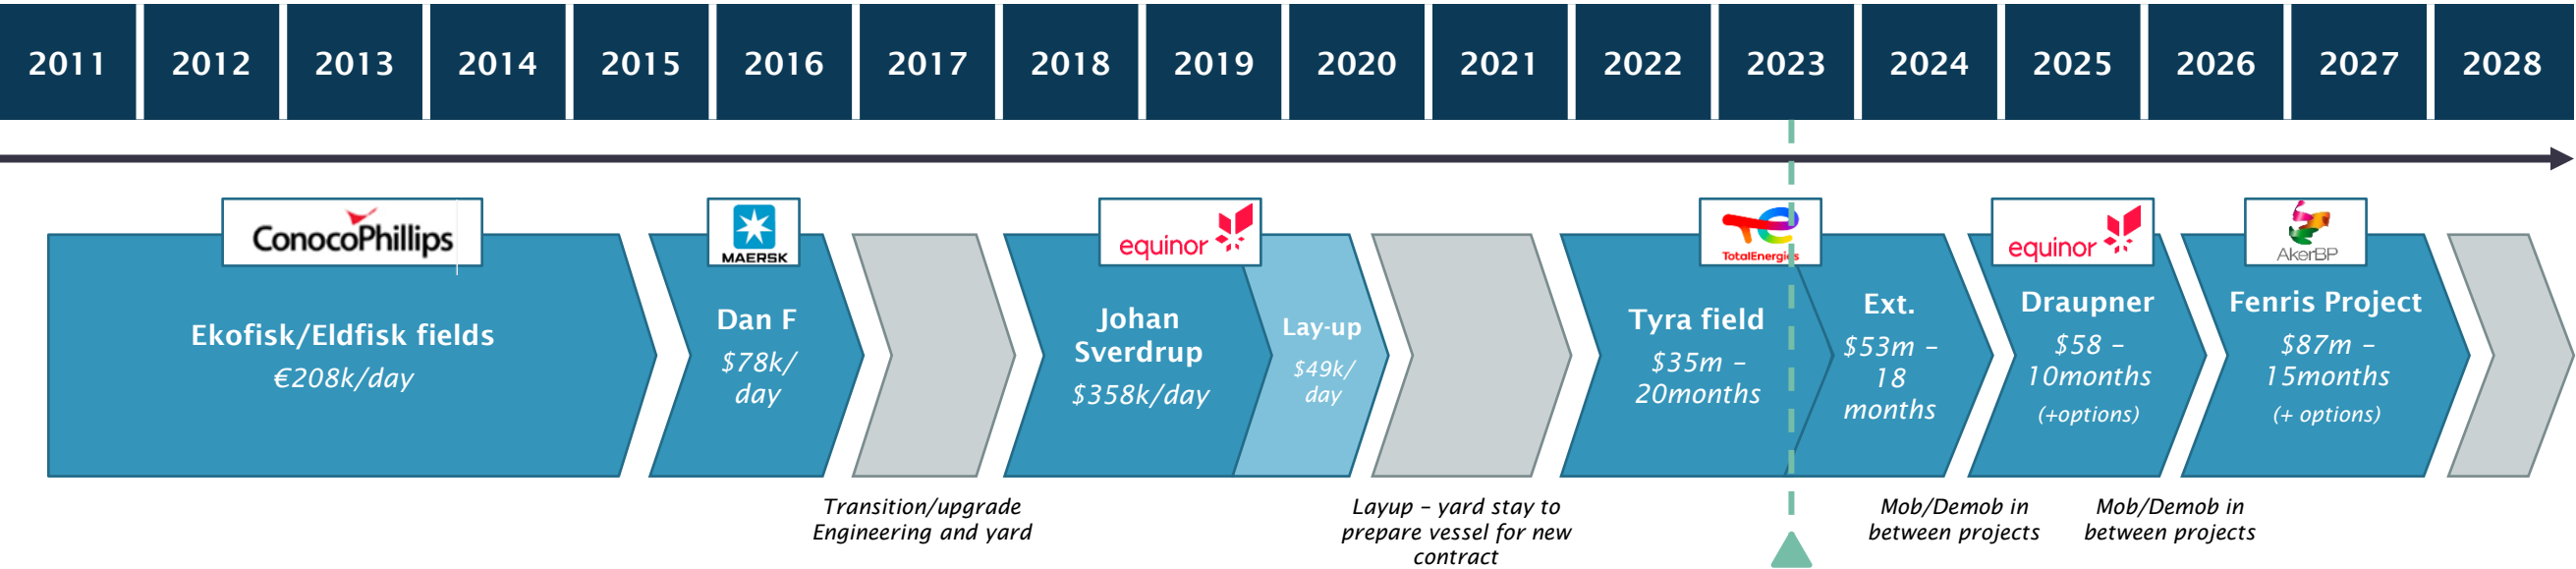 2011 2012 2013 2014 2015 2016 2017 2018 2019 2020 2021 2022 2023 2024 2025 2026 2027 2028
ConocoPhillips
Ekofisk/Eldfisk fields
€208k/day
MAERSK
Dan F
$78k/
day
Transition/upgrade
Engineering and yard
equinor
Johan
Sverdrup
$358k/day
Lay-up
$49k/
day
Layup – yard stay to
prepare vessel for new
contract
TotalEnergies
Tyra field
$35m –
20months
Ext.
$53m –
18
months
Mob/Demob in
between projects
equinor
Draupner
$58 –
10months
(+options)
Mob/Demob in
between projects
AkerBP
Fenris Project
$87m –
15months
(+ options)